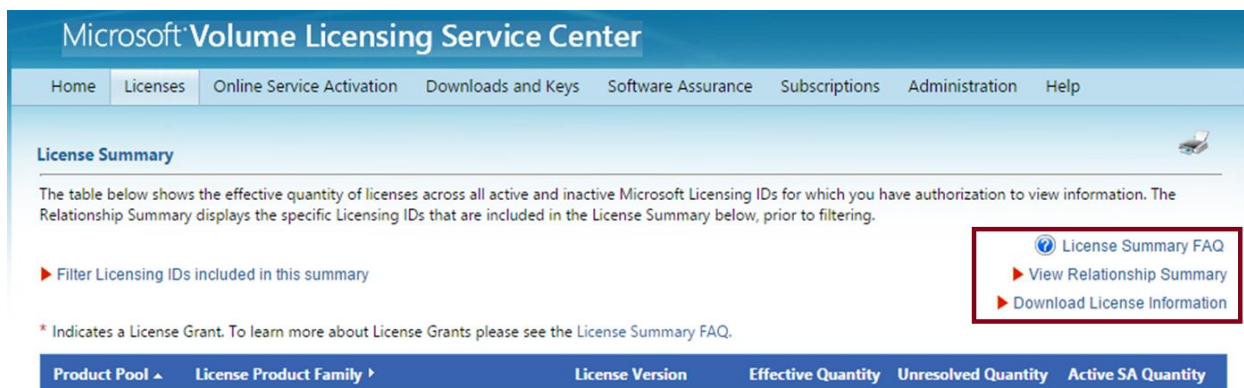 Microsoft Volume Licensing Service Center
Home Licenses Online Service Activation Downloads and Keys Software Assurance Subscriptions Administration Help
License Summary
The table below shows the effective quantity of licenses across all active and inactive Microsoft Licensing IDs for which you have authorization to view information. The
Relationship Summary displays the specific Licensing IDs that are included in the License Summary below, prior to filtering.
License Summary FAQ
Filter Licensing IDs included in this summary
View Relationship Summary
Download License Information
* Indicates a License Grant. To learn more about License Grants please see the License Summary FAQ.
Product Pool License Product Family License Version Effective Quantity Unresolved Quantity Active SA Quantity